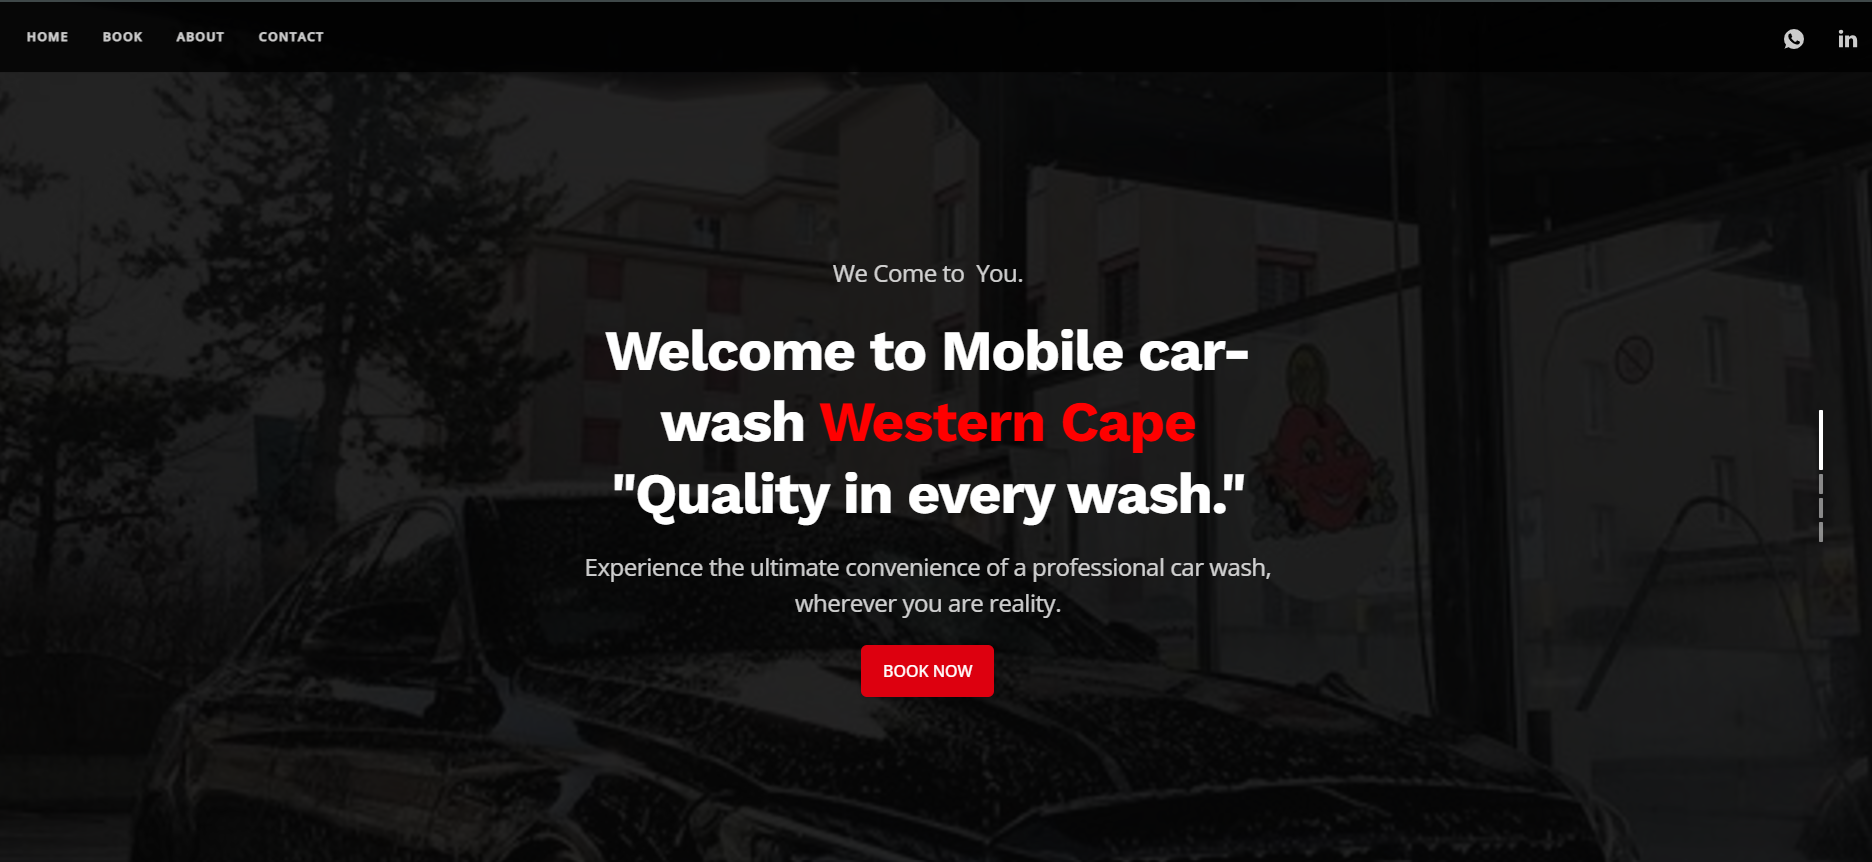 HOME BOOK ABOUT CONTACT
in
We Come to  You.
Welcome to Mobile car-
wash Western Cape
"Quality in every wash."
Experience the ultimate convenience of a professional car wash,
wherever you are reality.
BOOK NOW